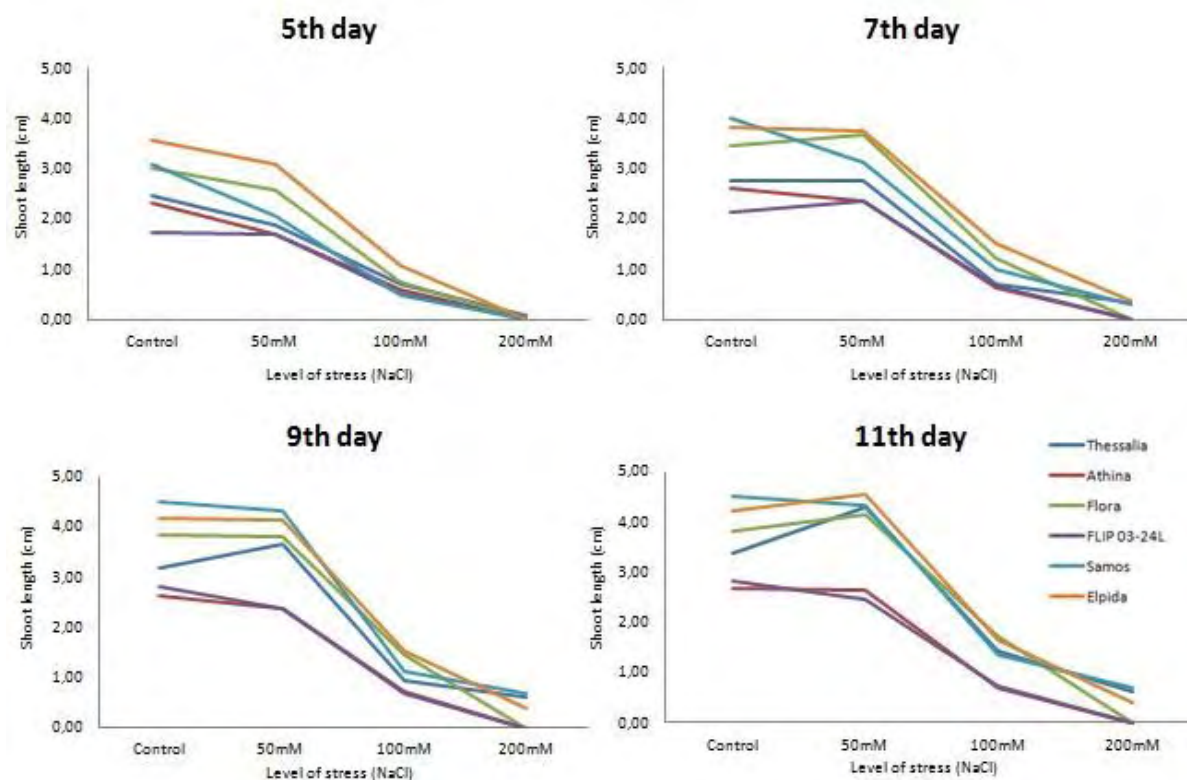 5th day
5,00
4,00
3,00
2,00
1,00
0,00
Shoot length (cm)
Control 50mM 100mM 200mM
Level of stress (NaCl)
7th day
5,00
4,00
3,00
2,00
1,00
0,00
Shoot length (cm)
Control 50mM 100mM 200mM
Level of stress (NaCl)
9th day
5,00
4,00
3,00
2,00
1,00
0,00
Shoot length (cm)
Control 50mM 100mM 200mM
Level of stress (NaCl)
11th day
5,00
4,00
3,00
2,00
1,00
0,00
Shoot length (cm)
Control 50mM 100mM 200mM
Level of stress (NaCl)
Thessalia
Athina
Flora
FLIP 03-24L
Samos
Elpida